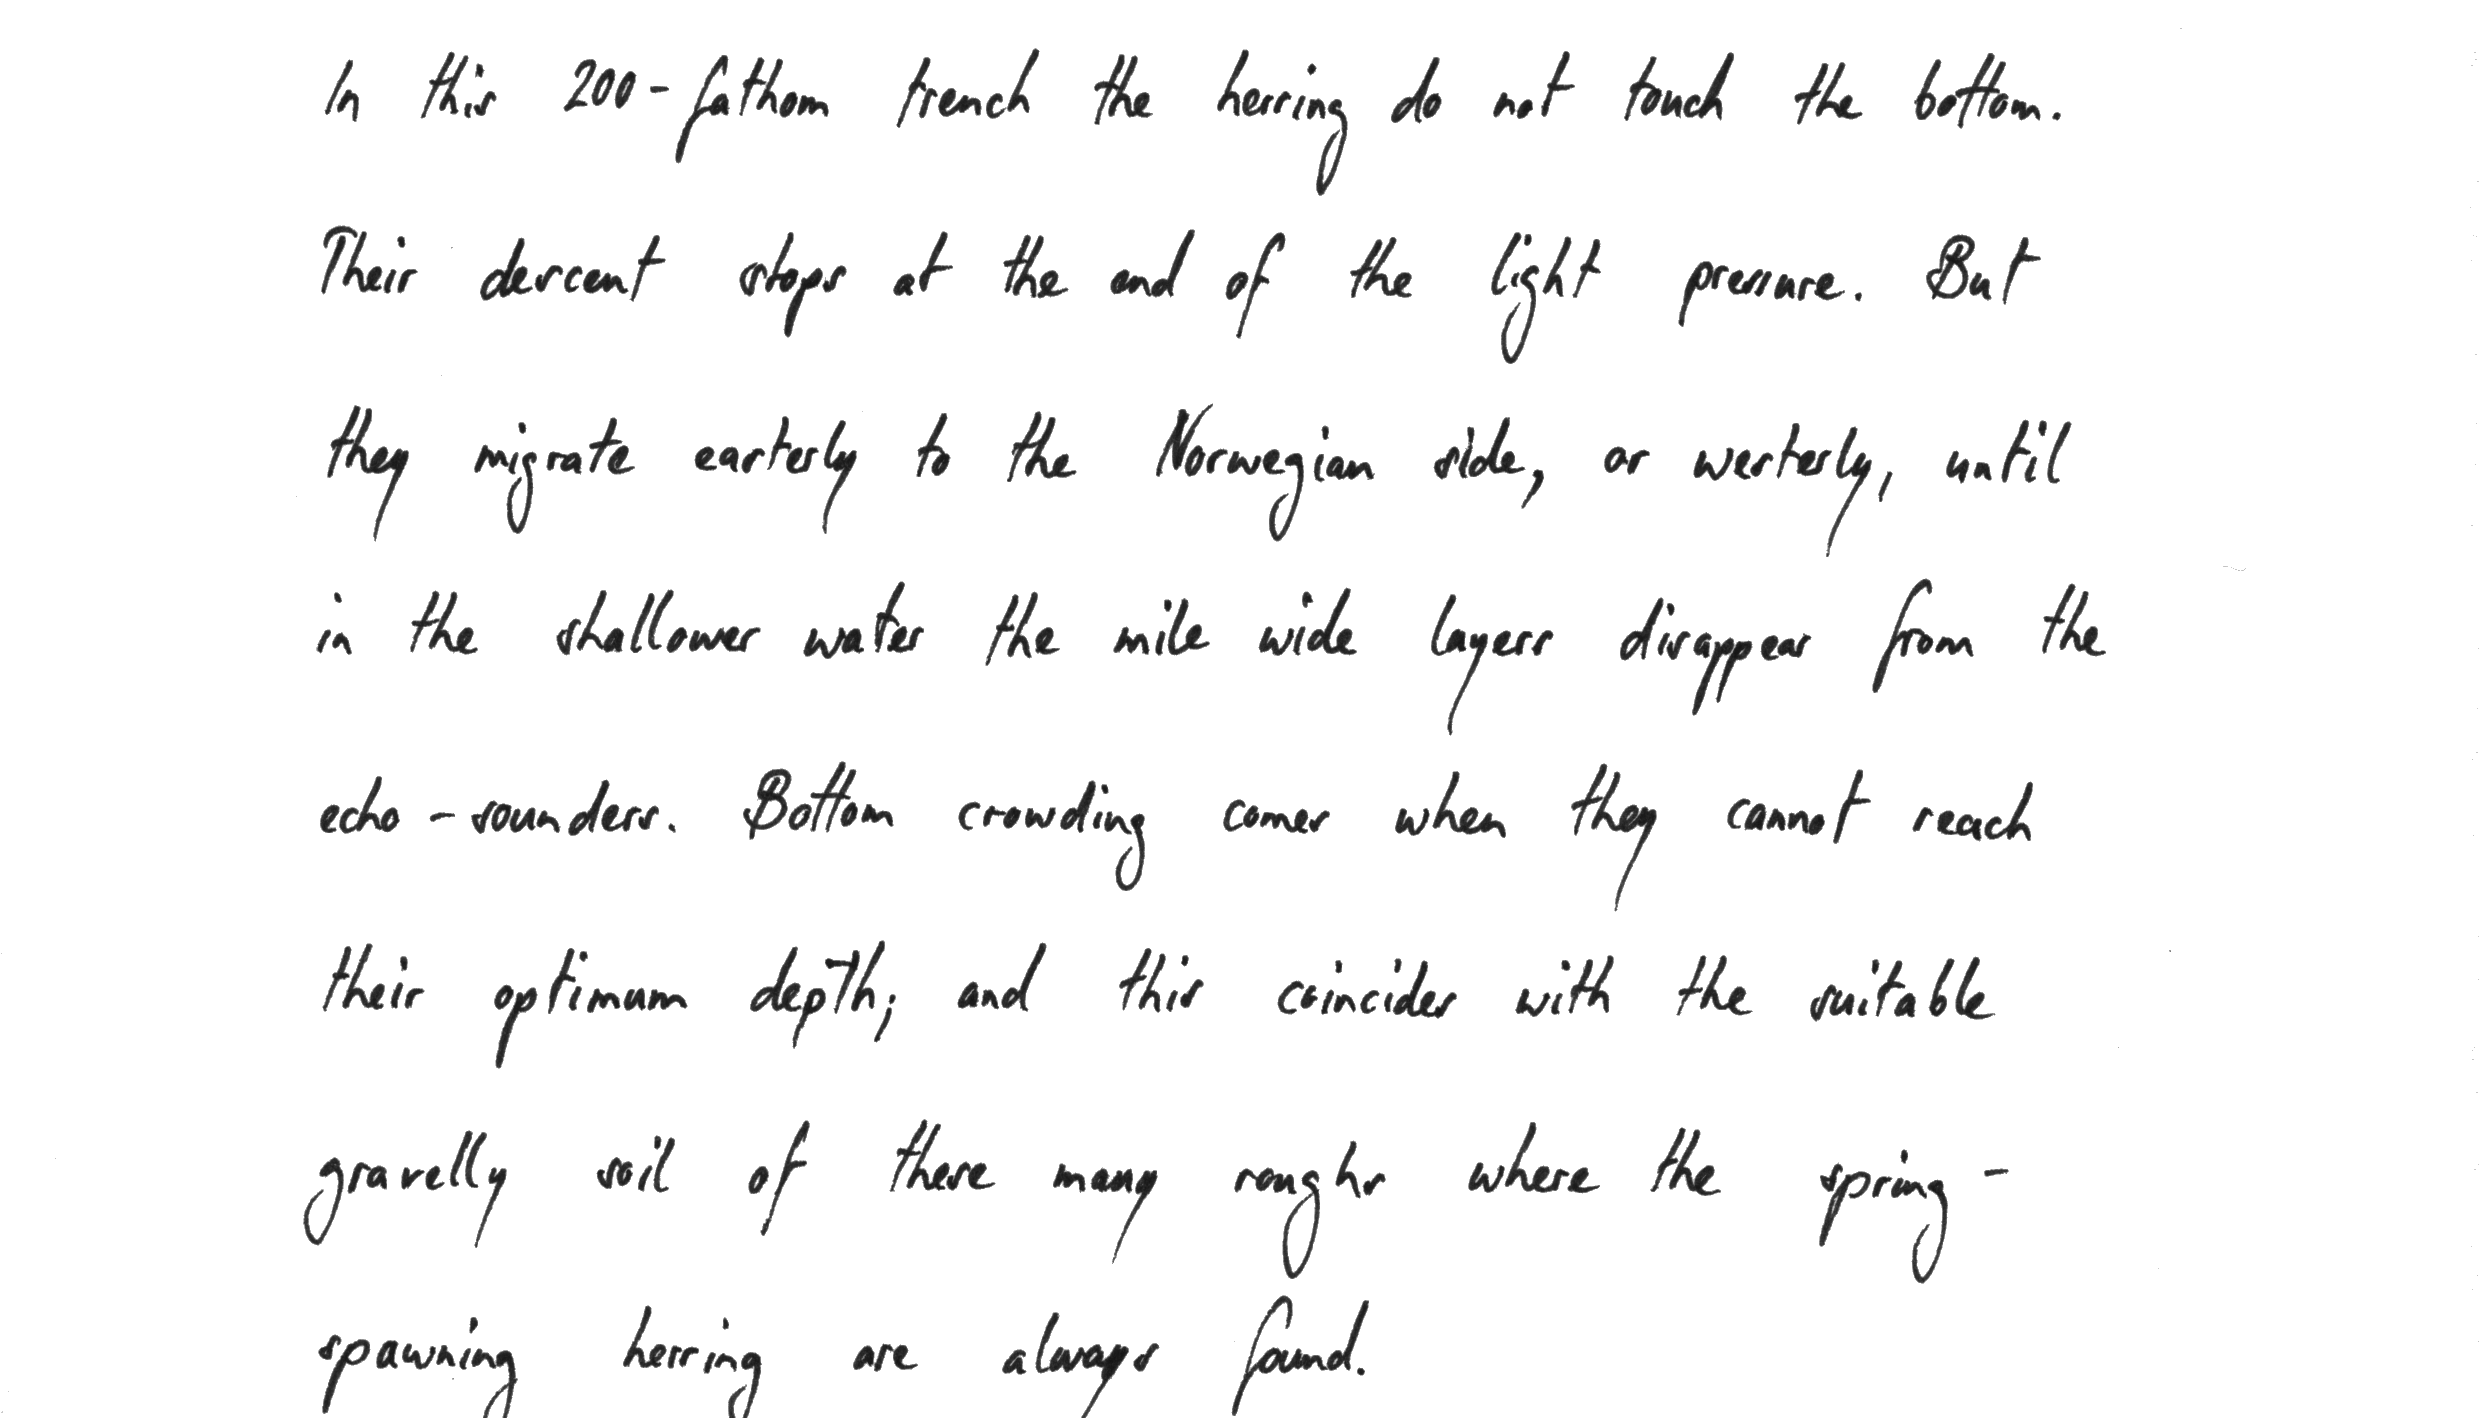 In this 200-fathom trench the herring do not touch the bottom.
Their descent stops at the end of the light pressure. But
they migrate easterly to the Norwegian side, or westerly, until
in the shallower water the mile wide layers disappear from the
echo-sounders. Bottom crowding comes when they cannot reach
their optimum depth; and this coincides with the suitable
gravelly soil of these many roughs where the spring-
spawning herring are always found.